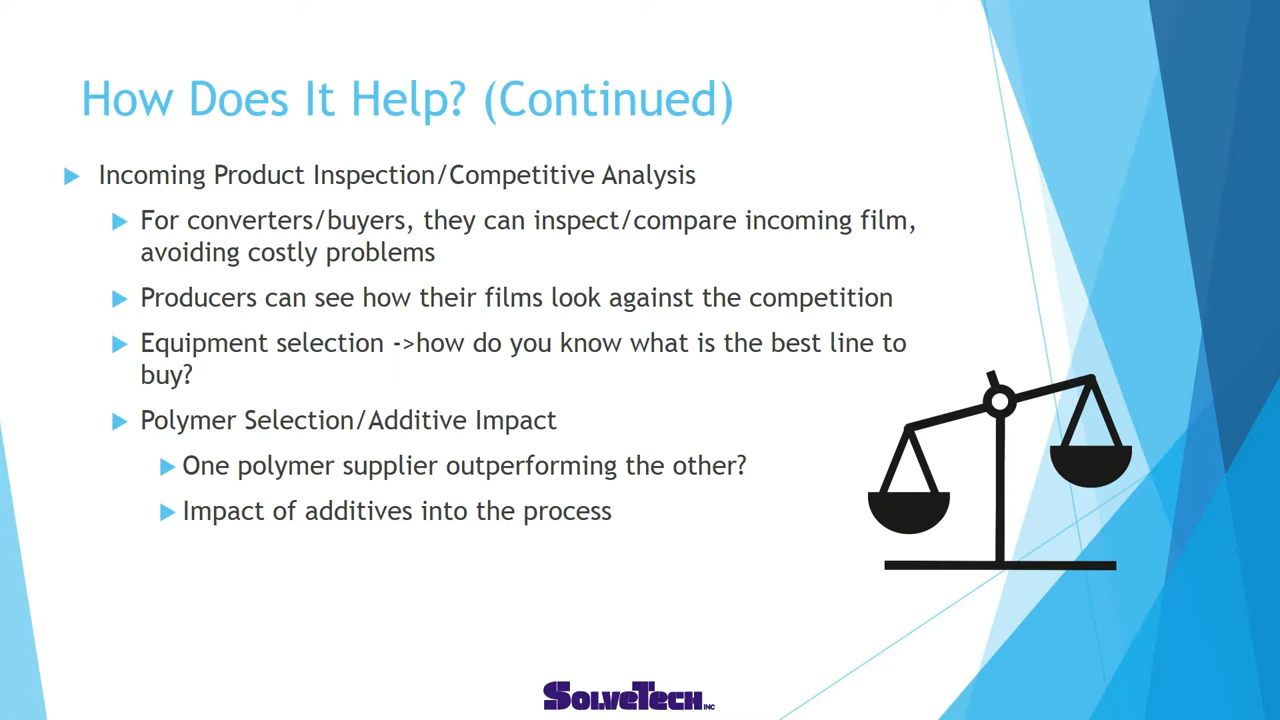 How Does It Help? (Continued)
Incoming Product Inspection/Competitive Analysis
For converters/buyers, they can inspect/compare incoming film,
avoiding costly problems
Producers can see how their films look against the competition
Equipment selection ->how do you know what is the best line to
buy?
Polymer Selection/Additive Impact
One polymer supplier outperforming the other?
Impact of additives into the process
SOLVETECH INC